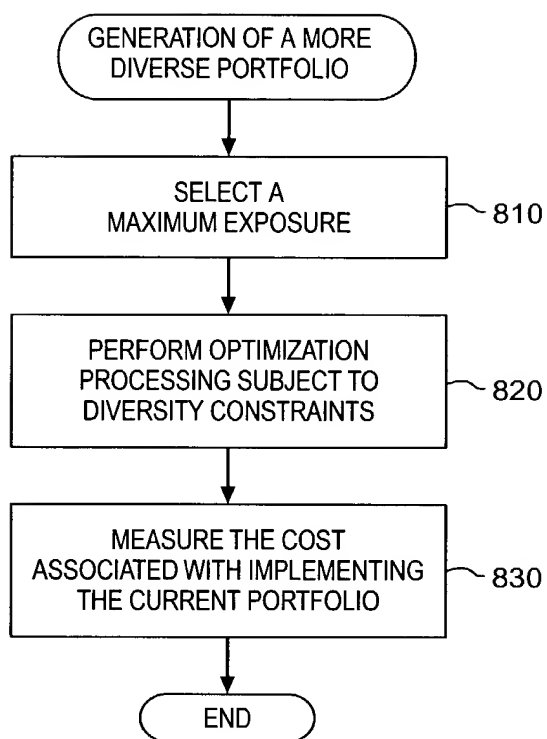 GENERATION OF A MORE
DIVERSE PORTFOLIO
SELECT A
MAXIMUM EXPOSURE
810
PERFORM OPTIMIZATION
PROCESSING SUBJECT TO
DIVERSITY CONSTRAINTS
820
MEASURE THE COST
ASSOCIATED WITH IMPLEMENTING
THE CURRENT PORTFOLIO
830
END